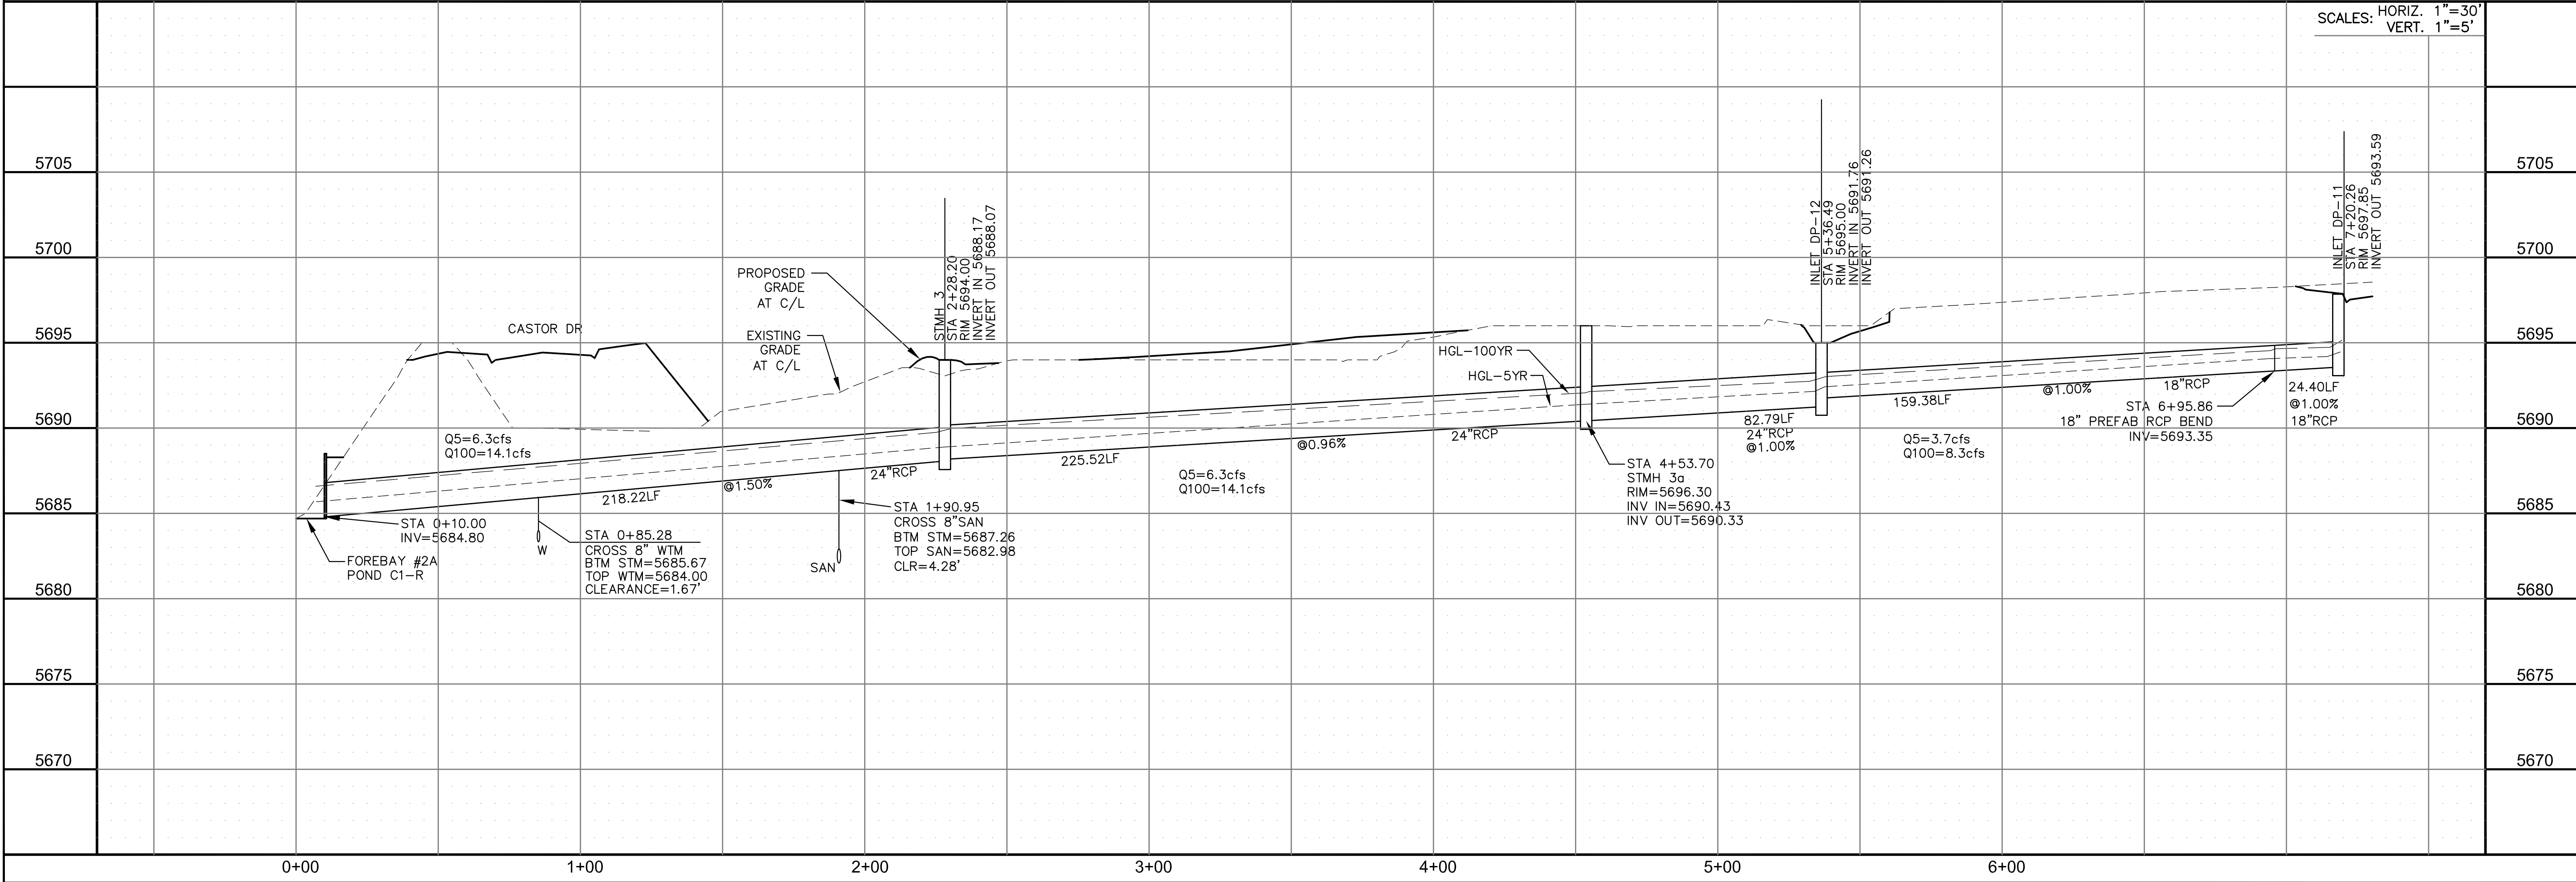 SCALES: HORIZ. 1"=30'
VERT. 1"=5'
5705
5700
5695
5690
5685
5680
5675
5670
5705
5700
5695
5690
5685
5680
5675
5670
CASTOR DR
PROPOSED
GRADE
AT C/L
EXISTING
GRADE
AT C/L
STMH 3
STA 2+28.20
RIM 5694.00
INVERT IN 5688.17
INVERT OUT 5688.07
INLET DP-12
STA 5+36.49
RIM 5695.00
INVERT IN 5691.76
INVERT OUT 5691.26
INLET DP-11
STA 7+20.26
RIM 5697.85
INVERT OUT 5693.59
HGL-100YR
HGL-5YR
Q5=6.3cfs
Q100=14.1cfs
218.22LF
@1.50%
24"RCP
225.52LF
@0.96%
24"RCP
Q5=6.3cfs
Q100=14.1cfs
82.79LF
24"RCP
@1.00%
159.38LF
@1.00%
18"RCP
Q5=3.7cfs
Q100=8.3cfs
24.40LF
@1.00%
18"RCP
STA 6+95.86
18" PREFAB RCP BEND
INV=5693.35
STA 4+53.70
STMH 3a
RIM=5696.30
INV IN=5690.43
INV OUT=5690.33
STA 1+90.95
CROSS 8"SAN
BTM STM=5687.26
TOP SAN=5682.98
CLR=4.28'
SAN
STA 0+85.28
CROSS 8" WTM
BTM STM=5685.67
TOP WTM=5684.00
CLEARANCE=1.67'
W
STA 0+10.00
INV=5684.80
FOREBAY #2A
POND C1-R
0+00
1+00
2+00
3+00
4+00
5+00
6+00